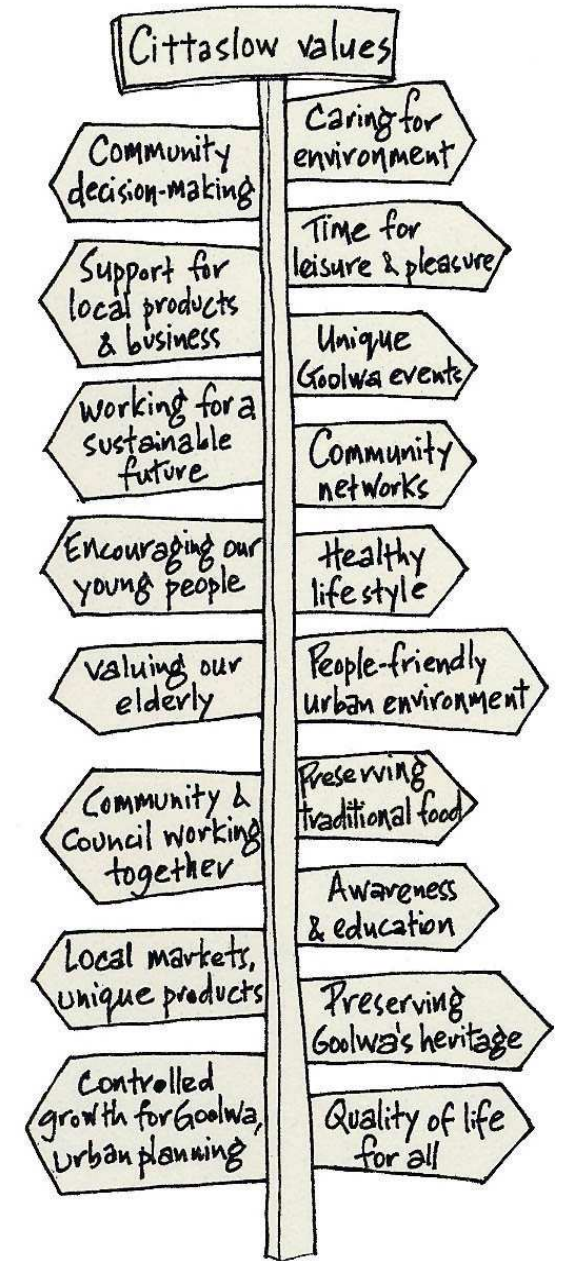 Cittaslow values
Caring for
environment
Community
decision-making
Time for
leisure & pleasure
Support for
local products
& business
Unique
Goolwa events
Working for a
sustainable
future
Community
networks
Encouraging our
young people
Healthy
lifestyle
Valuing our
elderly
People-friendly
urban environment
Preserving
traditional food
Community &
Council working
together
Awareness
& education
Local markets,
unique products
Preserving
Goolwa's heritage
Controlled
growth for Goolwa,
urban planning
Quality of life
for all